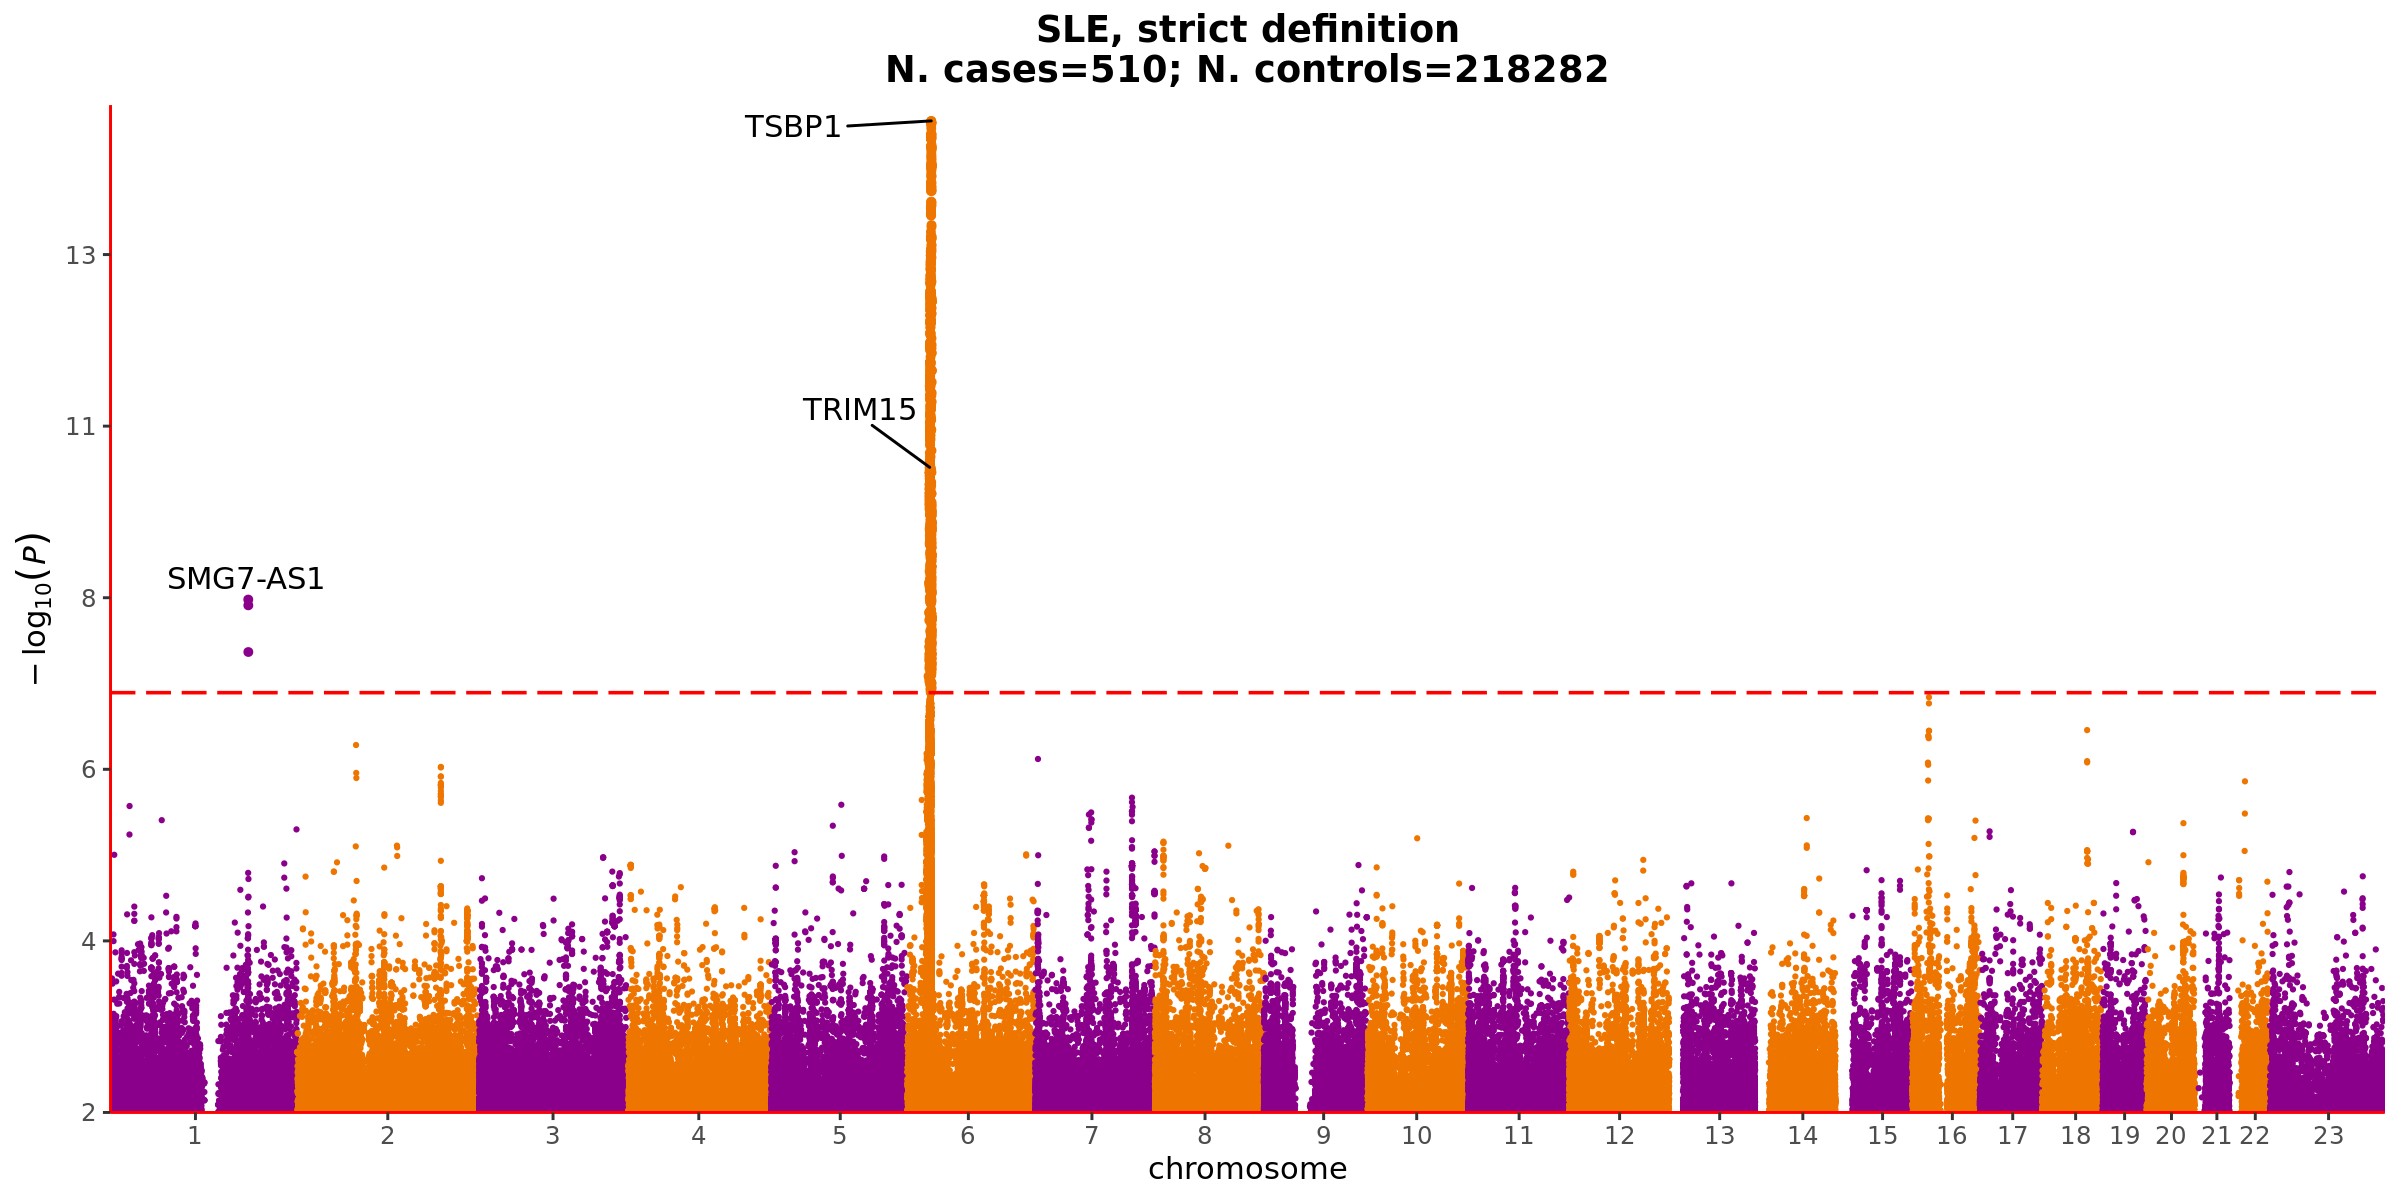 SLE, strict definition
N. cases=510; N. controls=218282
TSBP1
13
TRIM15
11
SMG7-AS1
8
6
4
2
− log10(P)
1 2 3 4 5 6 7 8 9 10 11 12 13 14 15 16 17 18 19 20 21 22 23
chromosome